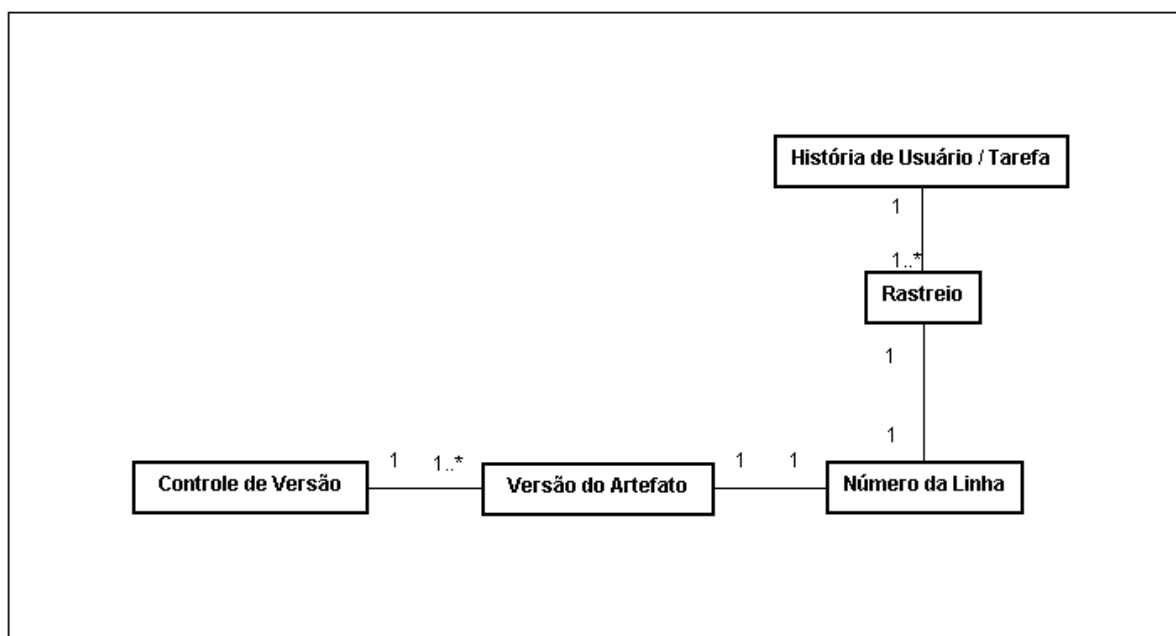 História de Usuário / Tarefa
1
1..*
Rastreio
1
1
Controle de Versão
1
1..*
Versão do Artefato
1
1
Número da Linha